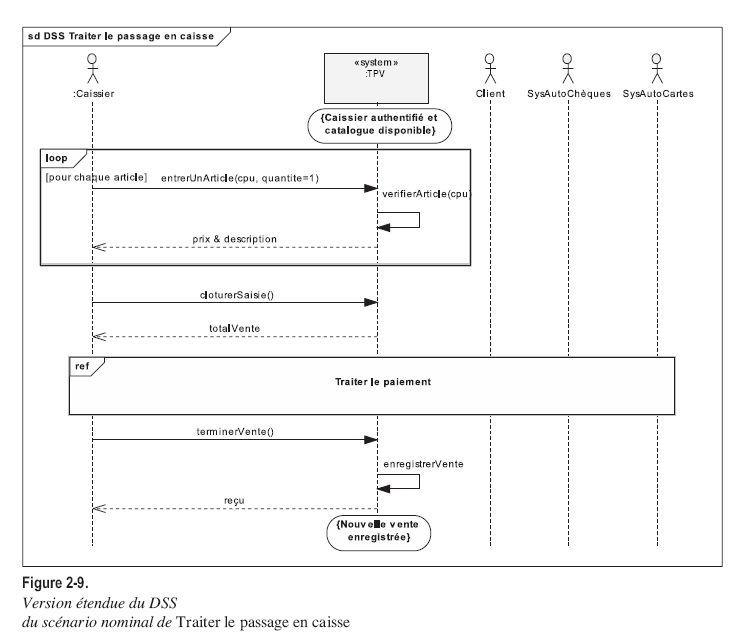 sd DSS Traiter le passage en caisse
«system»
:TPV
:Caissier
Client
SysAutoChèques
SysAutoCartes
{Caissier authentifié et
catalogue disponible}
loop
[pour chaque article]
entrerUnArticle(cpu, quantite=1)
verifierArticle(cpu)
prix & description
cloturerSaisie()
totalVente
ref
Traiter le paiement
terminerVente()
enregistrerVente
reçu
{Nouvelle vente
enregistrée}
Figure 2-9.
Version étendue du DSS
du scénario nominal de Traiter le passage en caisse